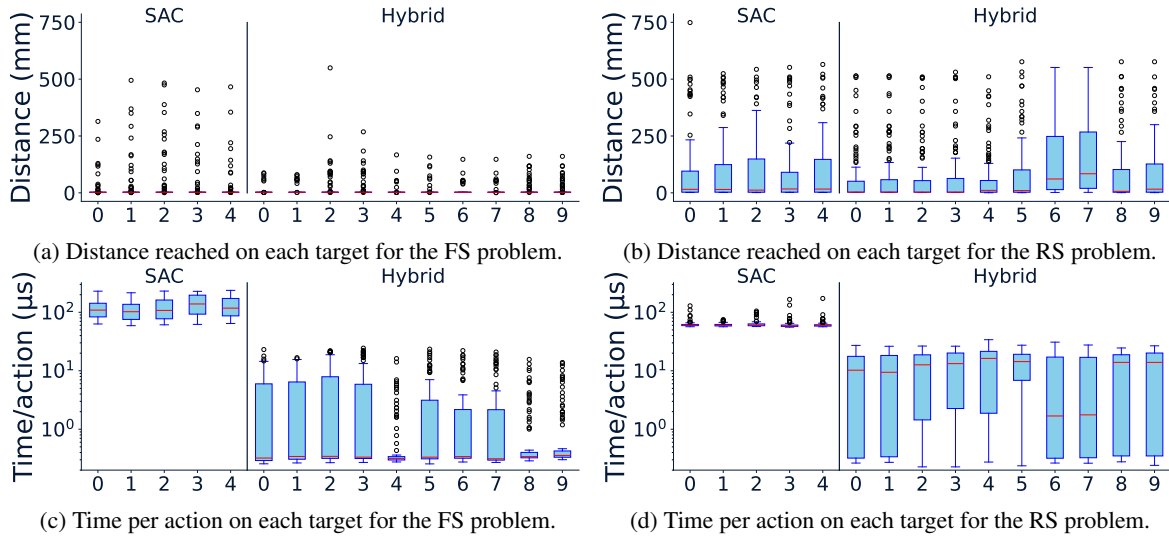 SAC Hybrid
Distance (mm)
750
500
250
0
0 1 2 3 4 0 1 2 3 4 5 6 7 8 9
(a) Distance reached on each target for the FS problem.
SAC Hybrid
Distance (mm)
750
500
250
0
0 1 2 3 4 0 1 2 3 4 5 6 7 8 9
(b) Distance reached on each target for the RS problem.
SAC Hybrid
Time/action (µs)
10²
10¹
10⁰
0 1 2 3 4 0 1 2 3 4 5 6 7 8 9
(c) Time per action on each target for the FS problem.
SAC Hybrid
Time/action (µs)
10²
10¹
10⁰
0 1 2 3 4 0 1 2 3 4 5 6 7 8 9
(d) Time per action on each target for the RS problem.